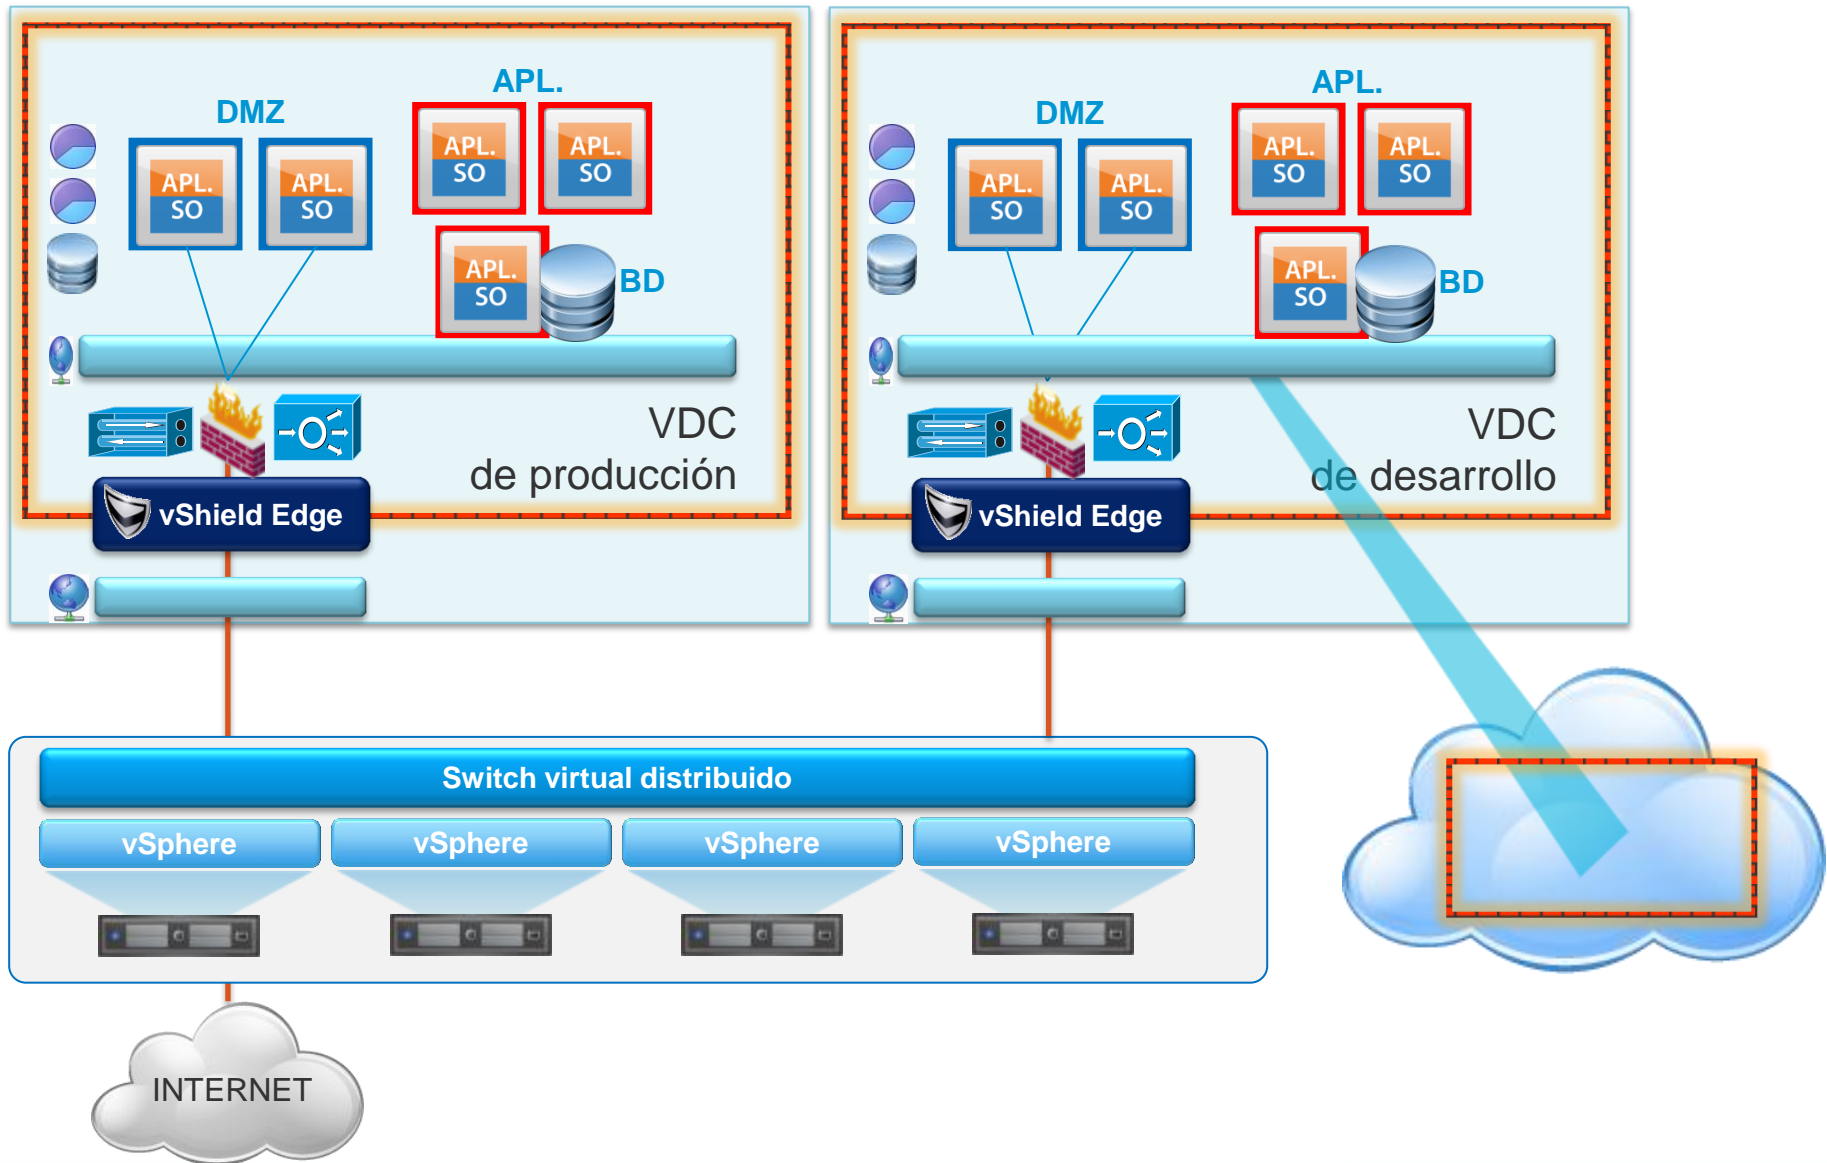 APL.
DMZ
APL.
SO
APL.
SO
APL.
SO
APL.
SO
APL.
SO
BD
VDC
de producción
vShield Edge
APL.
DMZ
APL.
SO
APL.
SO
APL.
SO
APL.
SO
APL.
SO
BD
VDC
de desarrollo
vShield Edge
Switch virtual distribuido
vSphere
vSphere
vSphere
vSphere
INTERNET